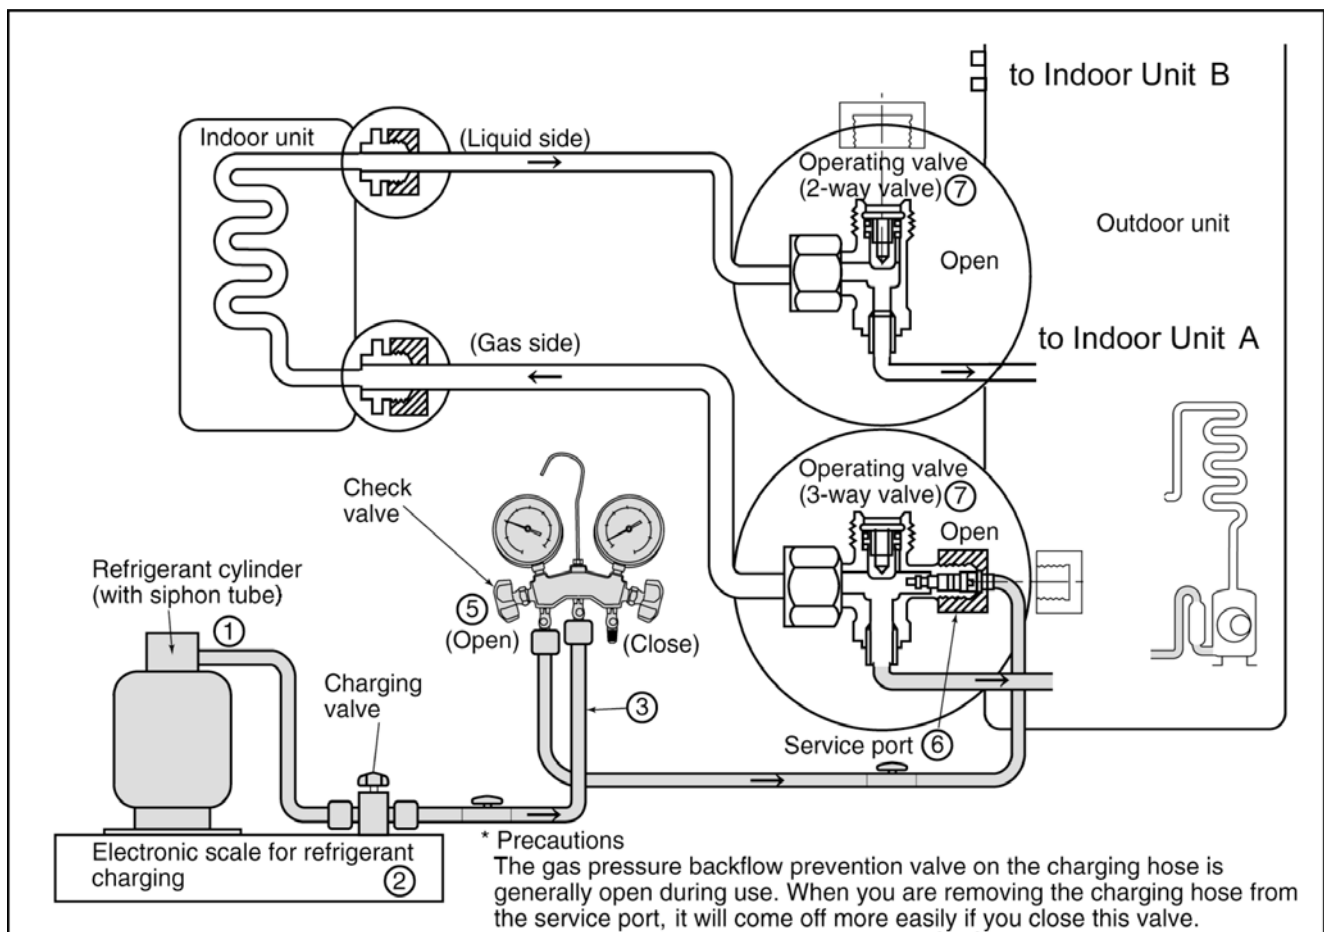 to Indoor Unit B
Indoor unit
(Liquid side)
Operating valve
(2-way valve) ⑦
Outdoor unit
Open
to Indoor Unit A
(Gas side)
Operating valve
(3-way valve) ⑦
Open
Check
valve
Refrigerant cylinder
(with siphon tube)
①
⑤
(Open)
(Close)
Charging
valve
③
Service port ⑥
Electronic scale for refrigerant
charging ②
* Precautions
The gas pressure backflow prevention valve on the charging hose is
generally open during use. When you are removing the charging hose from
the service port, it will come off more easily if you close this valve.